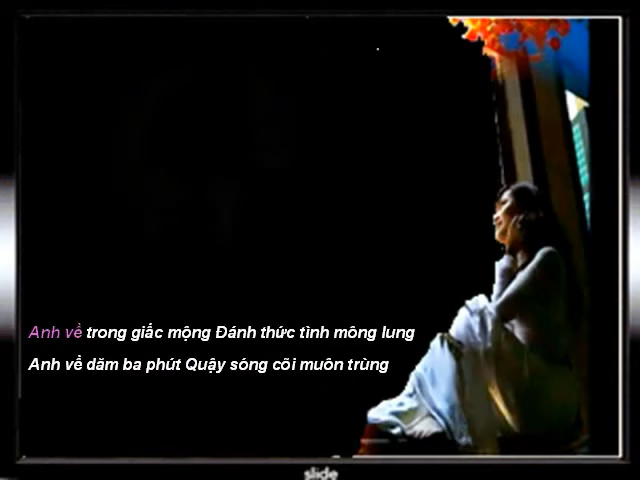 Anh về trong giấc mộng Đánh thức tình mông lung
Anh về dăm ba phút Quậy sóng cõi muôn trùng
slide